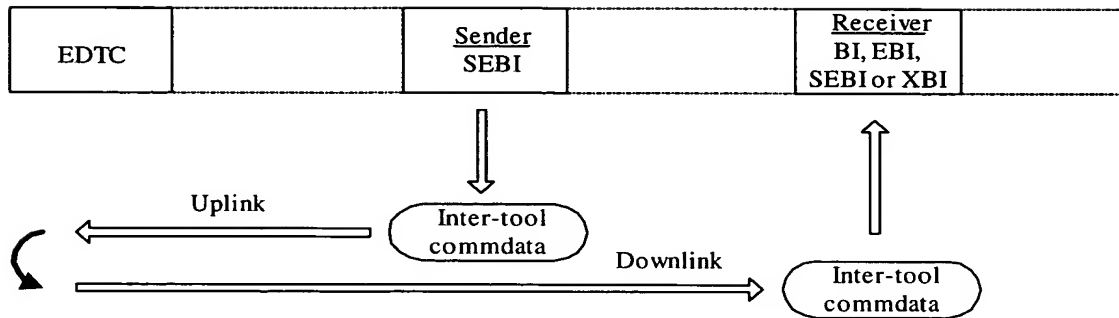 EDTC
Sender
SEBI
Receiver
BI, EBI,
SEBI or XBI
Uplink
Inter-tool
commdata
Downlink
Inter-tool
commdata